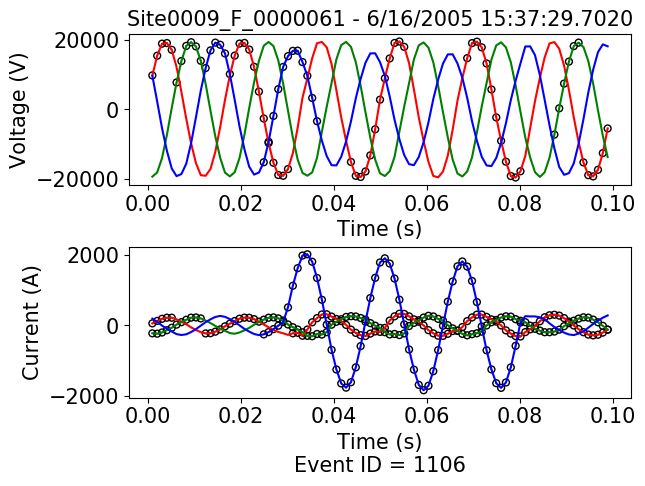 Site0009_F_0000061 - 6/16/2005 15:37:29.7020
20000
0
−20000
Voltage (V)
0.00 0.02 0.04 0.06 0.08 0.10
Time (s)
2000
0
−2000
Current (A)
0.00 0.02 0.04 0.06 0.08 0.10
Time (s)
Event ID = 1106